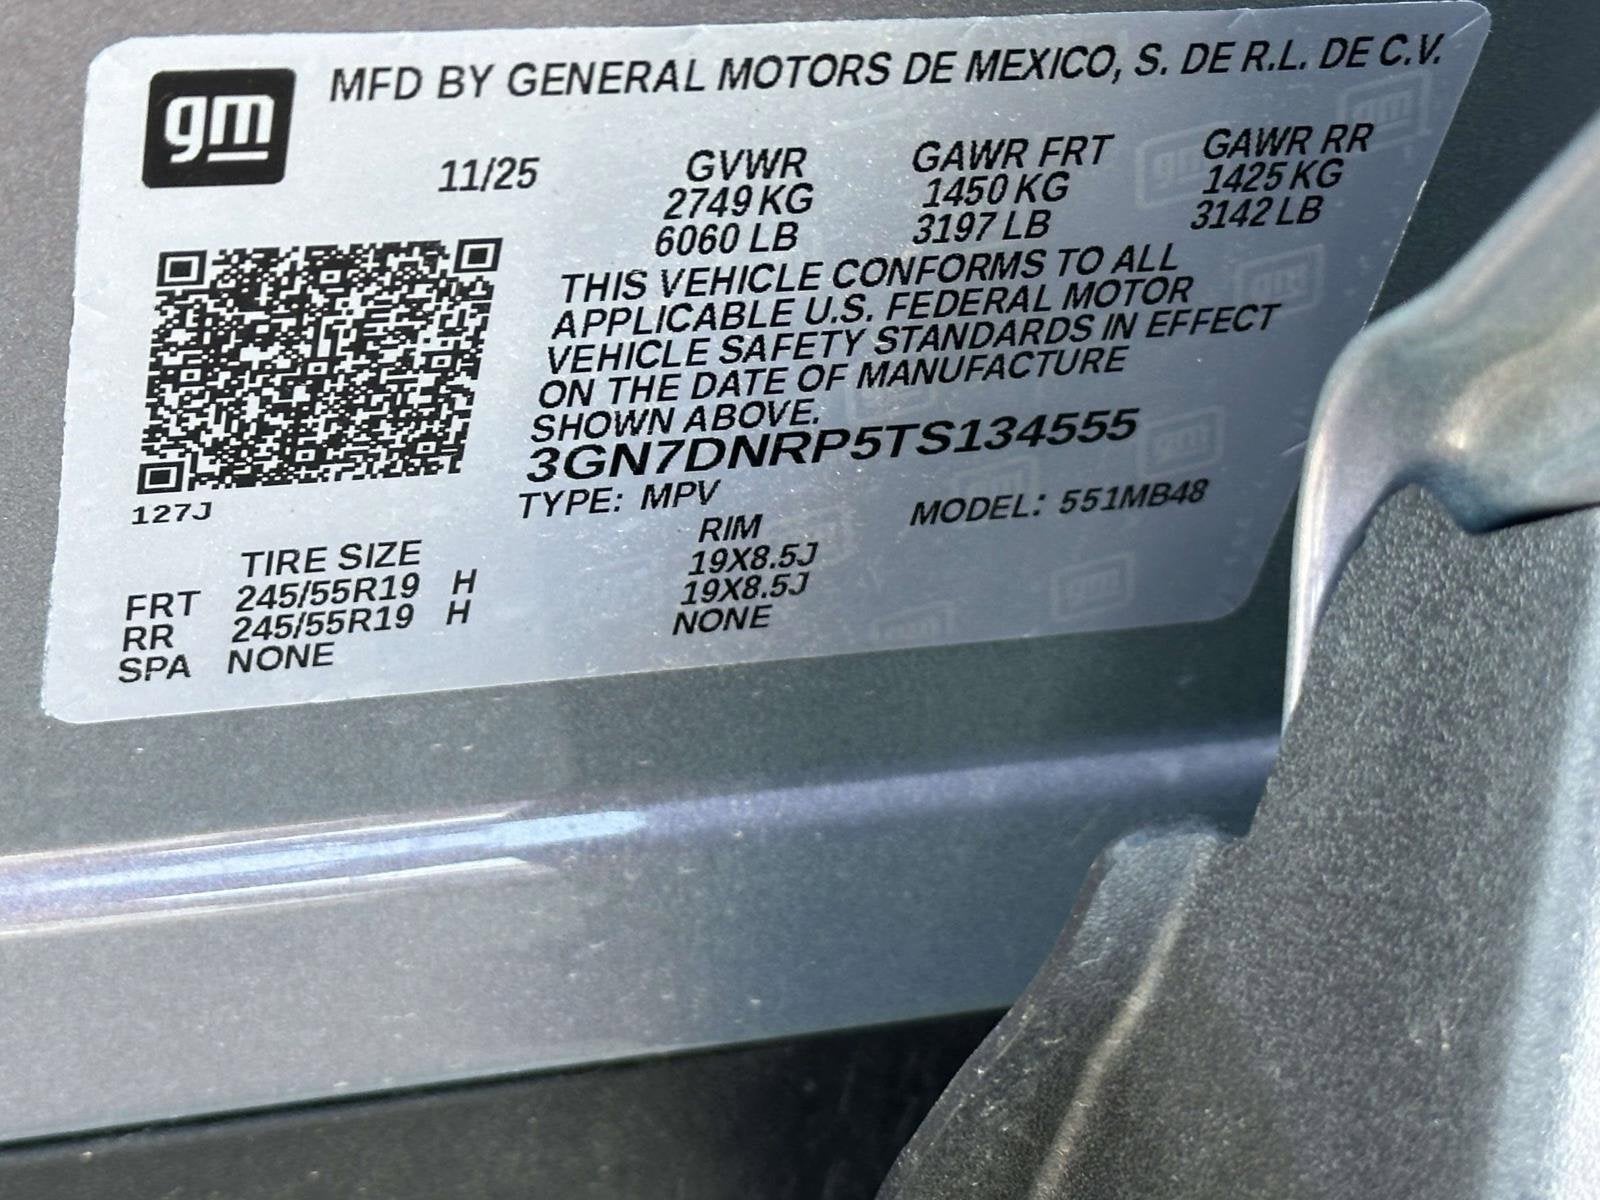 gm MFD BY GENERAL MOTORS DE MEXICO, S. DE R.L. DE C.V.
11/25 GVWR GAWR FRT GAWR RR
2749 KG 1450 KG 1425 KG
6060 LB 3197 LB 3142 LB
THIS VEHICLE CONFORMS TO ALL
APPLICABLE U.S. FEDERAL MOTOR
VEHICLE SAFETY STANDARDS IN EFFECT
ON THE DATE OF MANUFACTURE
SHOWN ABOVE.
3GN7DNRP5TS134555
127J
TYPE: MPV MODEL: 551MB48
TIRE SIZE RIM
FRT 245/55R19 H 19X8.5J
RR 245/55R19 H 19X8.5J
SPA NONE NONE